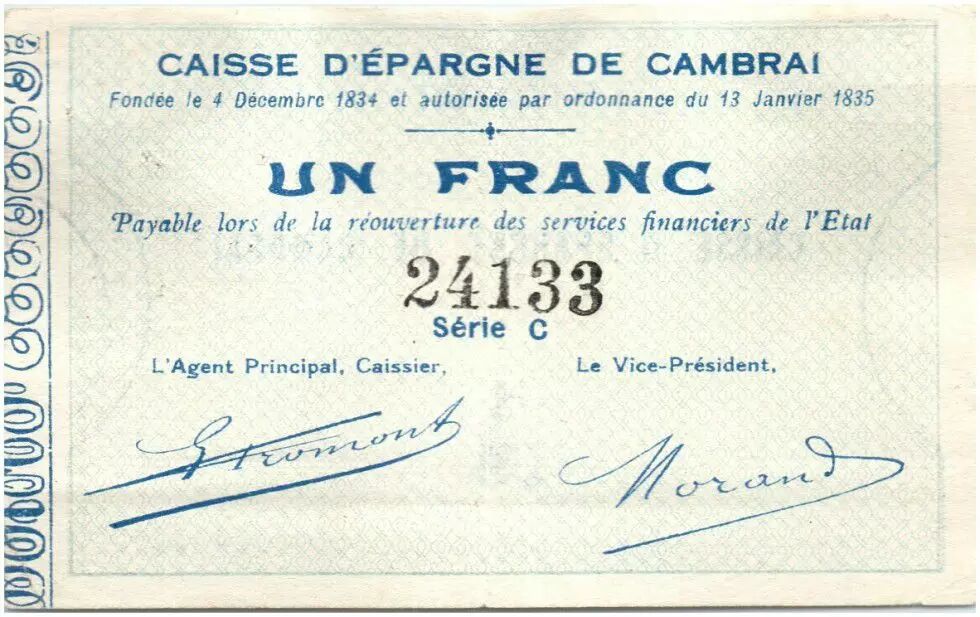 CAISSE D'ÉPARGNE DE CAMBRAI
Fondée le 4 Décembre 1834 et autorisée par ordonnance du 13 Janvier 1835
UN FRANC
Payable lors de la réouverture des services financiers de l'Etat
24133
Série C
L'Agent Principal, Caissier,
Le Vice-Président,
Morand